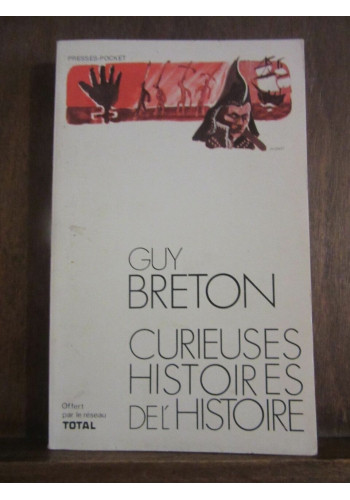 PRESSES-POCKET
GUY
BRETON
CURIEUSES
HISTOIRES
DE L'HISTOIRE
Offert
par le réseau
TOTAL